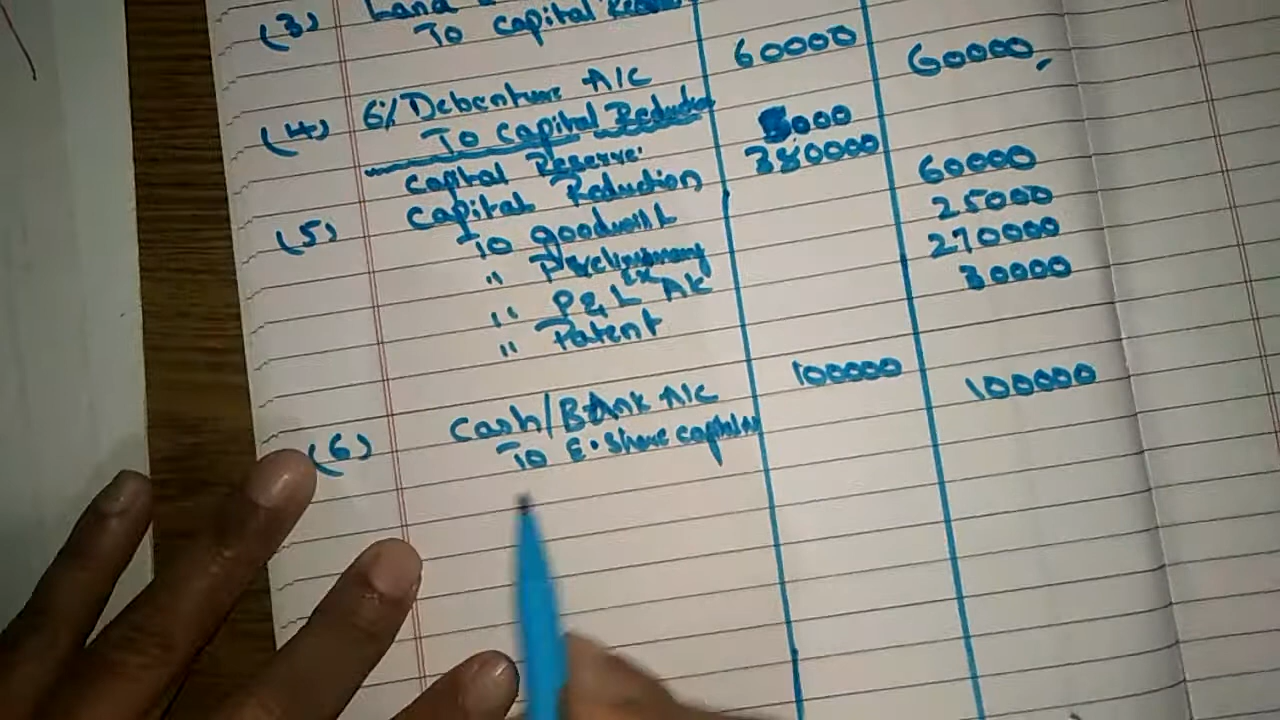 (3) Land
To Capital
60000 60000,
(4) 6% Debenture A/C
To Capital Reduction
Capital Reserve 5000
(5) Capital Reduction 380000
To goodwill 60000
" Preliminary Ex 25000
" P&L A/c 270000
" Patent 30000
(6) Cash/Bank A/C 100000
To E. Share capital A/c 100000